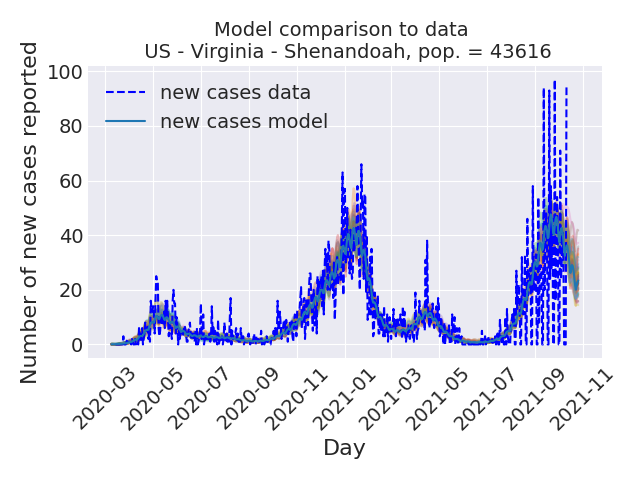 Model comparison to data
US - Virginia - Shenandoah, pop. = 43616
Number of new cases reported
100
80
60
40
20
0
new cases data
new cases model
2020-03
2020-05
2020-07
2020-09
2020-11
2021-01
2021-03
2021-05
2021-07
2021-09
2021-11
Day